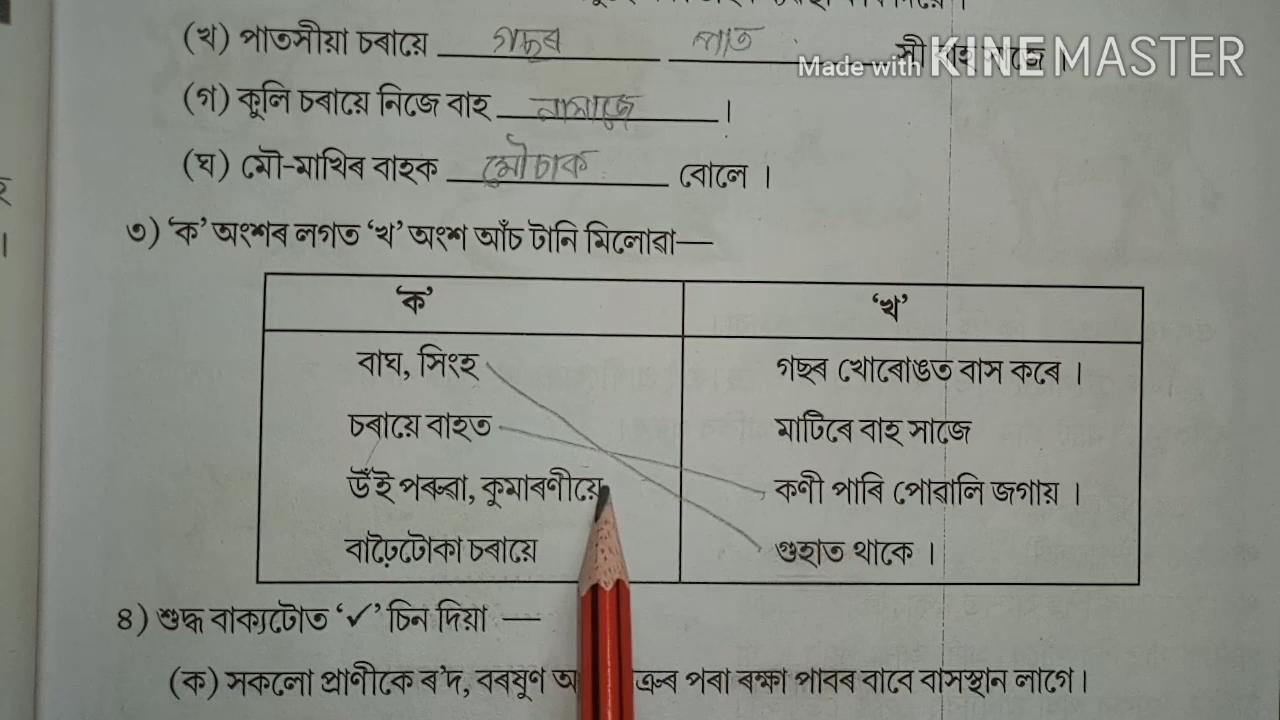 (খ) পাতসীয়া চৰায়ে গছৰ পাত সী বাহ সাজে ।
Made with KINEMASTER
(গ) কুলি চৰায়ে নিজে বাহ নাসাজে ।
(ঘ) মৌ-মাখিৰ বাহক মৌচাক বোলে ।
৩) ‘ক’ অংশৰ লগত ‘খ’ অংশ আঁচ টানি মিলোৱা—
‘ক’ ‘খ’
বাঘ, সিংহ গছৰ খোৰোঙত বাস কৰে ।
চৰায়ে বাহত মাটিৰে বাহ সাজে
উঁই পৰুৱা, কুমাৰণীয়ে কণী পাৰি পোৱালি জগায় ।
বাঢ়ৈটোকা চৰায়ে গুহাত থাকে ।
৪) শুদ্ধ বাক্যটোত ‘✓’ চিন দিয়া —
(ক) সকলো প্ৰাণীকে ৰ’দ, বৰষুণ পৰা ৰক্ষা পাবৰ বাবে বাসস্থান লাগে ।